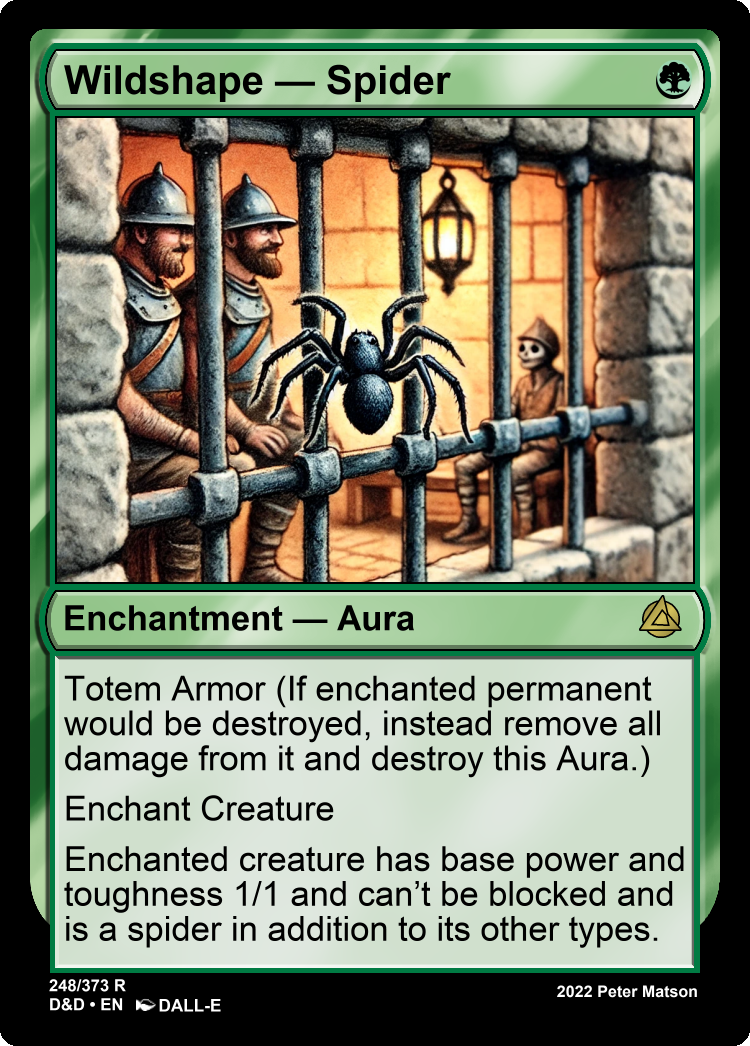 Wildshape — Spider
Enchantment — Aura
Totem Armor (If enchanted permanent
would be destroyed, instead remove all
damage from it and destroy this Aura.)
Enchant Creature
Enchanted creature has base power and
toughness 1/1 and can’t be blocked and
is a spider in addition to its other types.
248/373 R
D&D • EN DALL-E
2022 Peter Matson